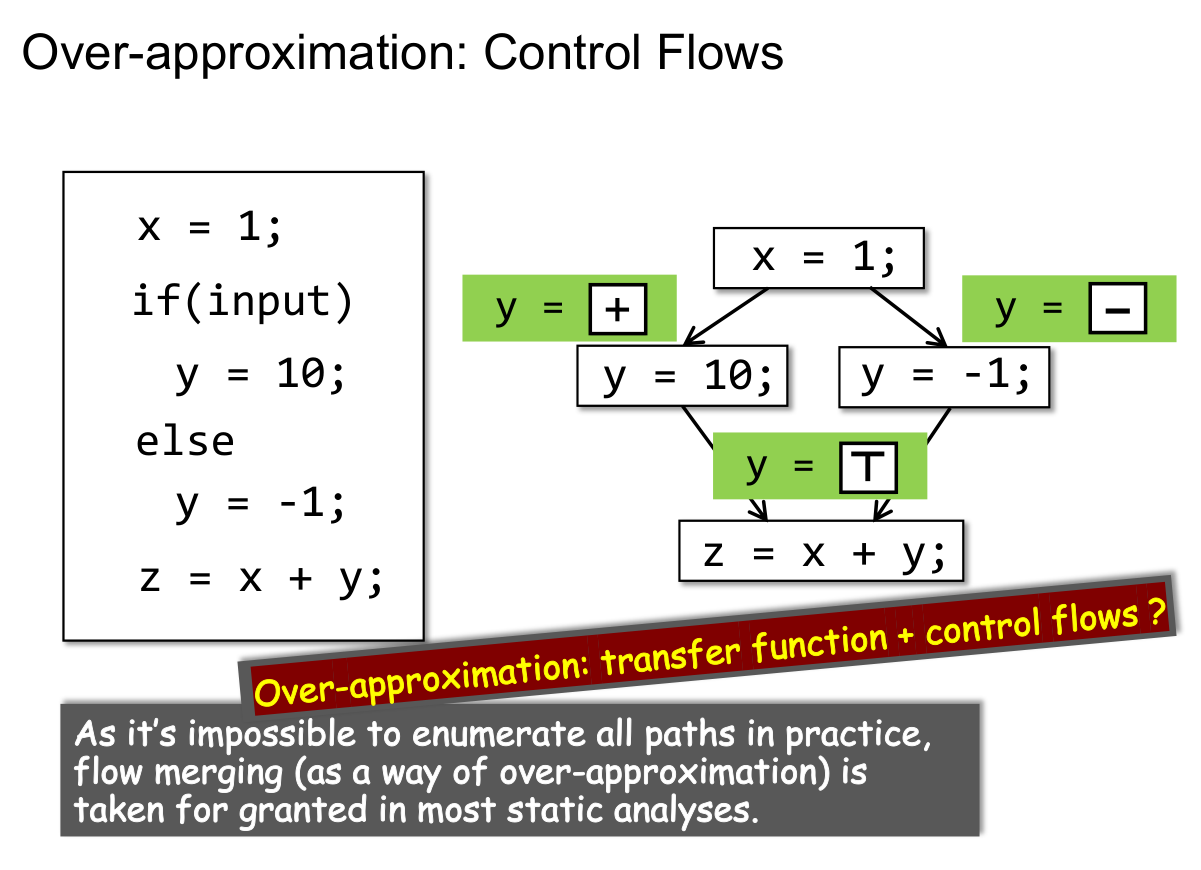 Over-approximation: Control Flows
x = 1;
if(input)
y = 10;
else
y = -1;
z = x + y;
x = 1;
y = +
y = −
y = 10;
y = -1;
y = ⊤
z = x + y;
Over-approximation: transfer function + control flows ?
As it’s impossible to enumerate all paths in practice,
flow merging (as a way of over-approximation) is
taken for granted in most static analyses.